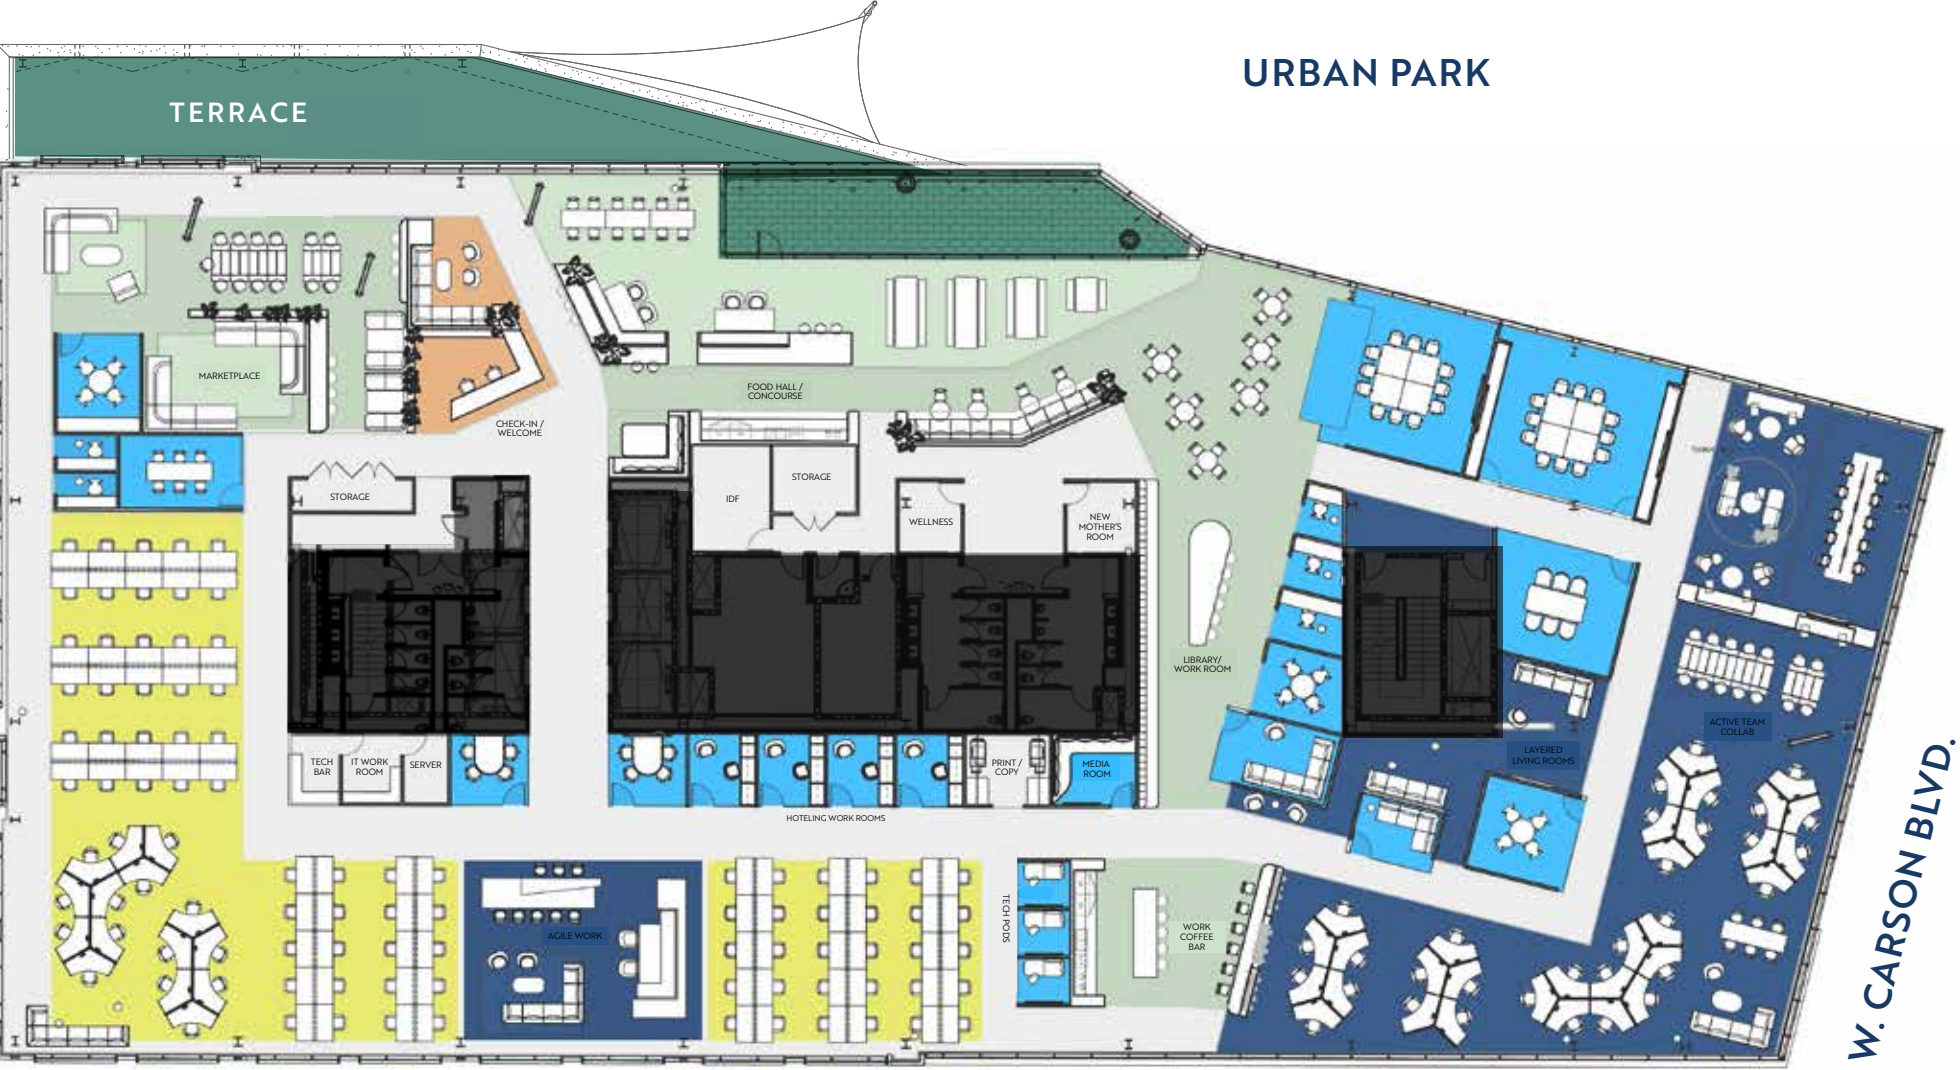 URBAN PARK
TERRACE
MARKETPLACE
FOOD HALL /
CONCOURSE
CHECK-IN /
WELCOME
STORAGE
IDF
STORAGE
WELLNESS
NEW
MOTHER'S
ROOM
LIBRARY/
WORK ROOM
ACTIVE TEAM
COLLAB
LAYERED
LIVING ROOMS
TECH
BAR
IT WORK
ROOM
SERVER
PRINT /
COPY
MEDIA
ROOM
HOTELING WORK ROOMS
TECH PODS
AGILE WORK
WORK
COFFEE
BAR
W. CARSON BLVD.